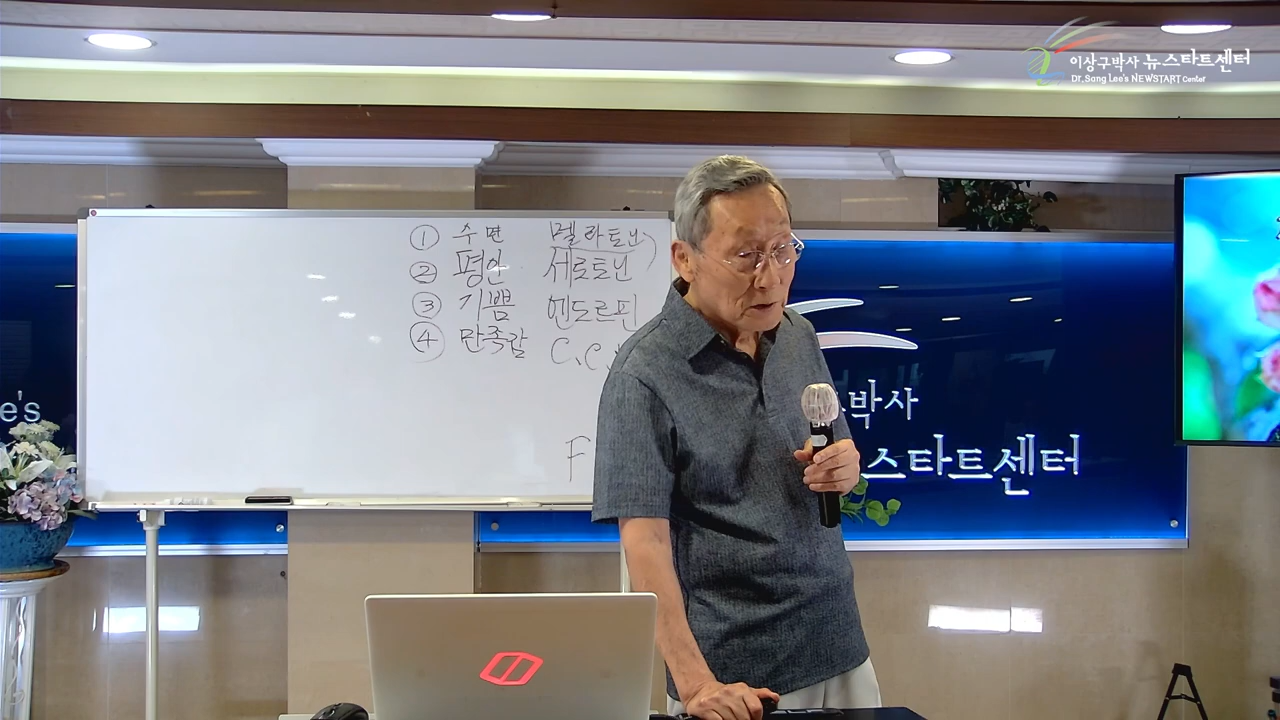 이상구박사 뉴스타트센터
Dr. Sang Lee's NEWSTART Center
① 수면 멜라토닌
② 평안 세로토닌
③ 기쁨 엔도르핀
④ 만족감
F
e's
박사
스타트센터